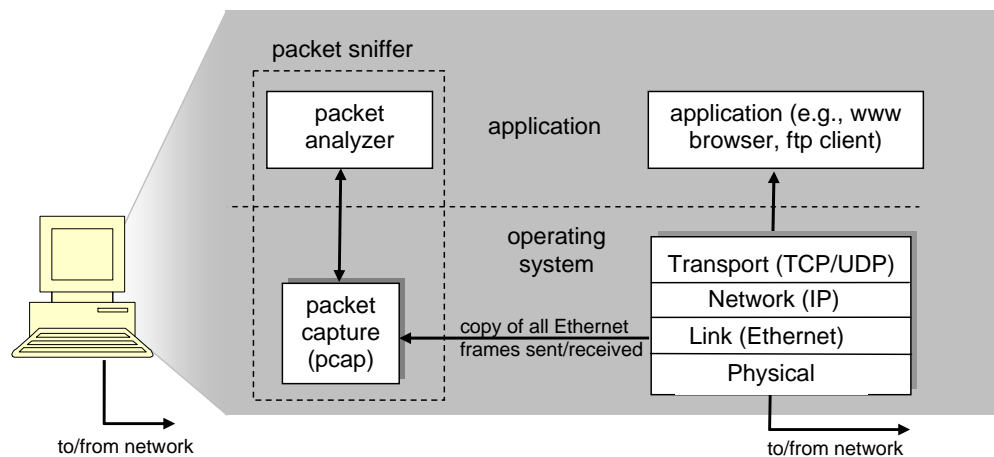 packet sniffer
packet
analyzer
application
application (e.g., www
browser, ftp client)
operating
system
packet
capture
(pcap)
copy of all Ethernet
frames sent/received
Transport (TCP/UDP)
Network (IP)
Link (Ethernet)
Physical
to/from network
to/from network